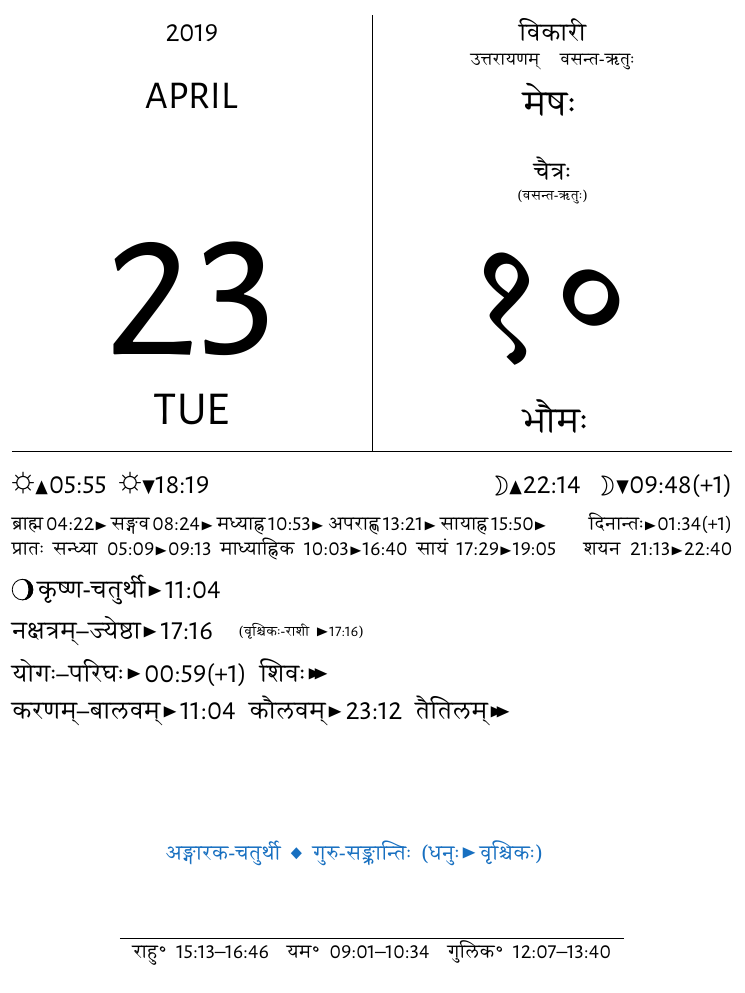 2019
APRIL
23
TUE
विकारी
उत्तरायणम् वसन्त-ऋतुः
मेषः
चैत्रः
(वसन्त-ऋतुः)
१०
भौमः
☼▲05:55 ☼▼18:19 ☽▲22:14 ☽▼09:48(+1)
ब्राह्म 04:22► सङ्गव 08:24► मध्याह्न 10:53► अपराह्ण 13:21► सायाह्न 15:50► दिनान्तः►01:34(+1)
प्रातः सन्ध्या 05:09►09:13 माध्याह्निक 10:03►16:40 सायं 17:29►19:05 शयन 21:13►22:40
कृष्ण-चतुर्थी►11:04
नक्षत्रम्–ज्येष्ठा►17:16 (वृश्चिकः-राशी ►17:16)
योगः–परिघः►00:59(+1) शिवः►►
करणम्–बालवम्►11:04 कौलवम्►23:12 तैतिलम्►►
अङ्गारक-चतुर्थी ◆ गुरु-सङ्क्रान्तिः (धनुः►वृश्चिकः)
राहु° 15:13–16:46 यम° 09:01–10:34 गुलिक° 12:07–13:40